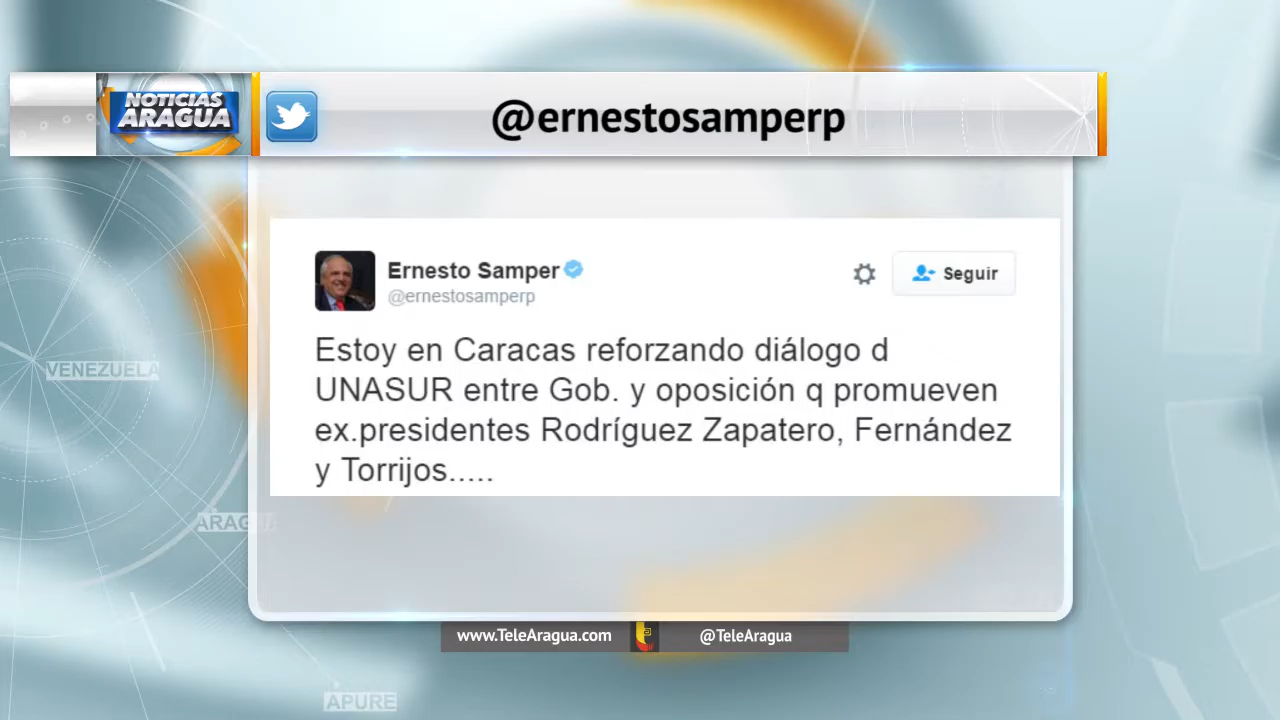 NOTICIAS
ARAGUA
@ernestosamperp
Ernesto Samper
@ernestosamperp
Seguir
Estoy en Caracas reforzando diálogo d
UNASUR entre Gob. y oposición q promueven
ex.presidentes Rodríguez Zapatero, Fernández
y Torrijos.....
VENEZUELA
ARAGUA
www.TeleAragua.com
@TeleAragua
APURE